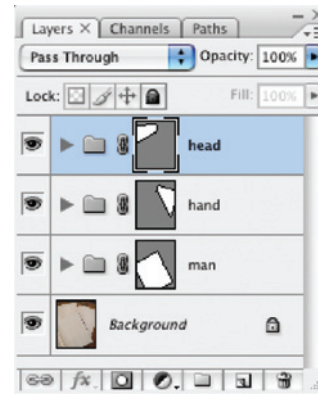 Layers × Channels Paths
Pass Through Opacity: 100%
Lock: Fill: 100%
head
hand
man
Background
fx